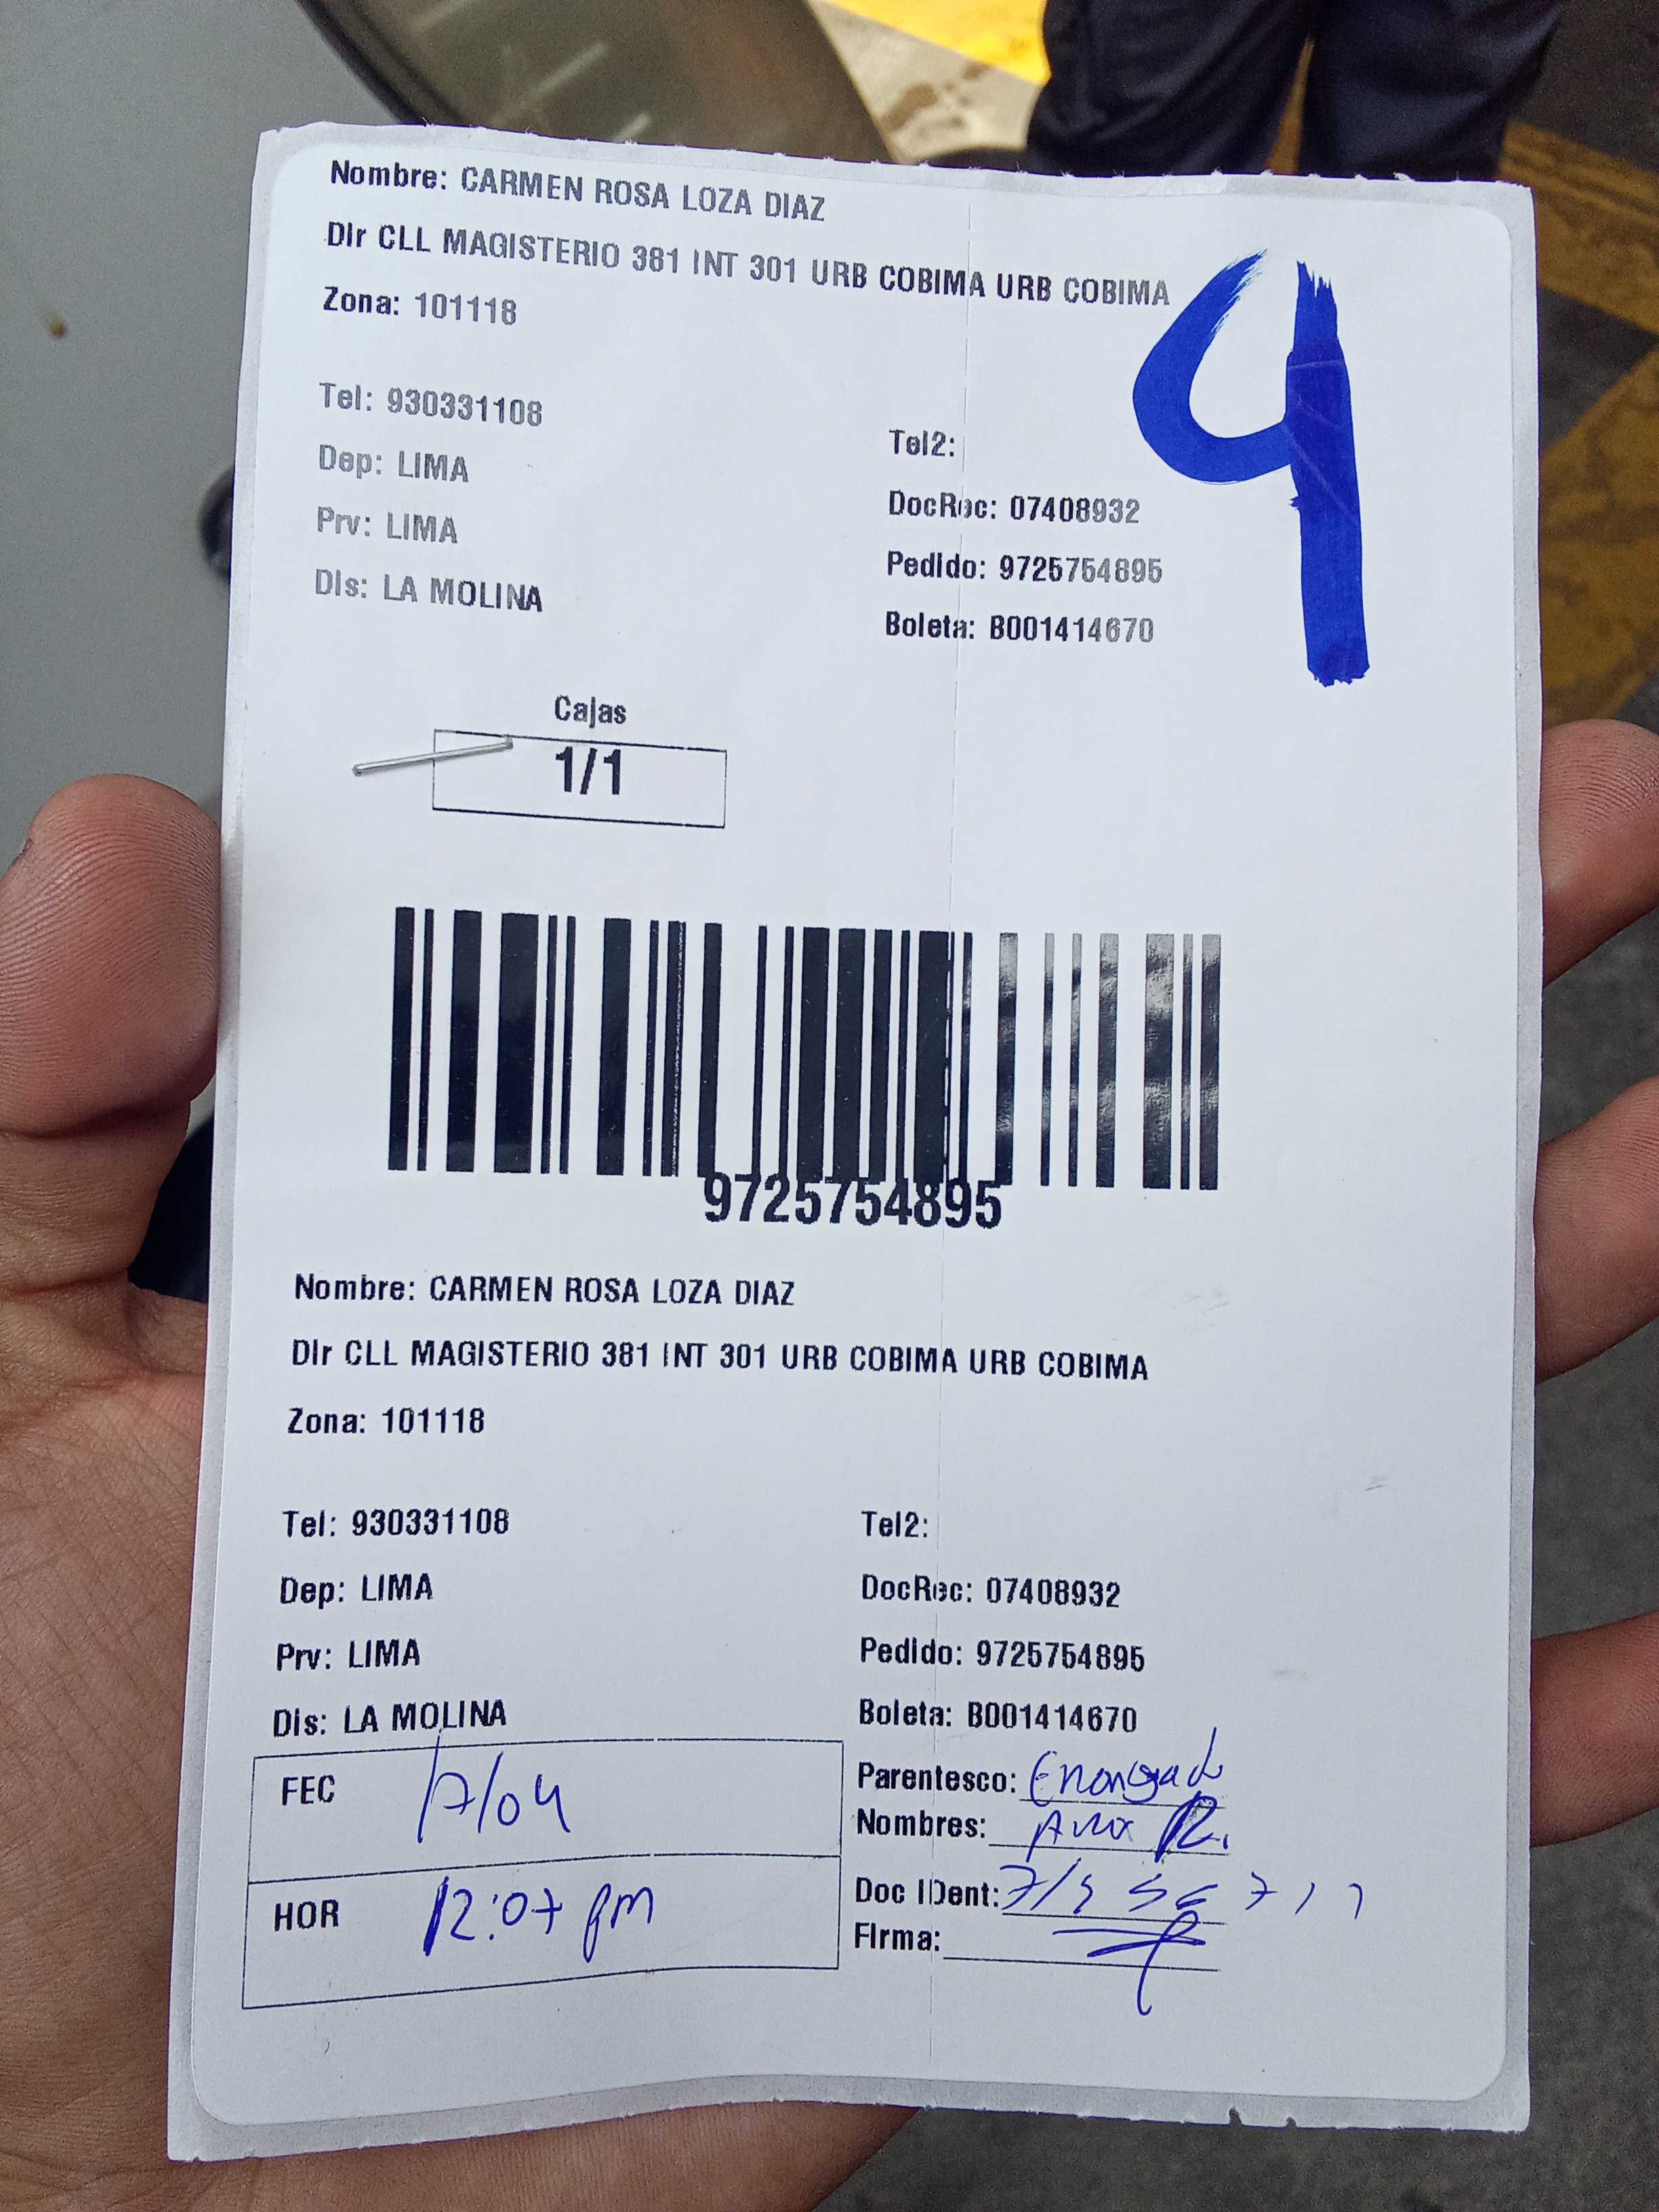 Nombre: CARMEN ROSA LOZA DIAZ
Dir CLL MAGISTERIO 381 INT 301 URB COBIMA URB COBIMA
Zona: 101118
4
Tel: 930331108
Tel2:
Dep: LIMA
DocRec: 07408932
Prv: LIMA
Pedido: 9725754895
Dis: LA MOLINA
Boleta: B001414670
Cajas
1/1
9725754895
Nombre: CARMEN ROSA LOZA DIAZ
Dir CLL MAGISTERIO 381 INT 301 URB COBIMA URB COBIMA
Zona: 101118
Tel: 930331108
Tel2:
Dep: LIMA
DocRec: 07408932
Prv: LIMA
Pedido: 9725754895
Dis: LA MOLINA
Boleta: B001414670
FEC 17/04
Parentesco:
Nombres: R.
HOR 12:07 pm
Doc IDent:
Firma: